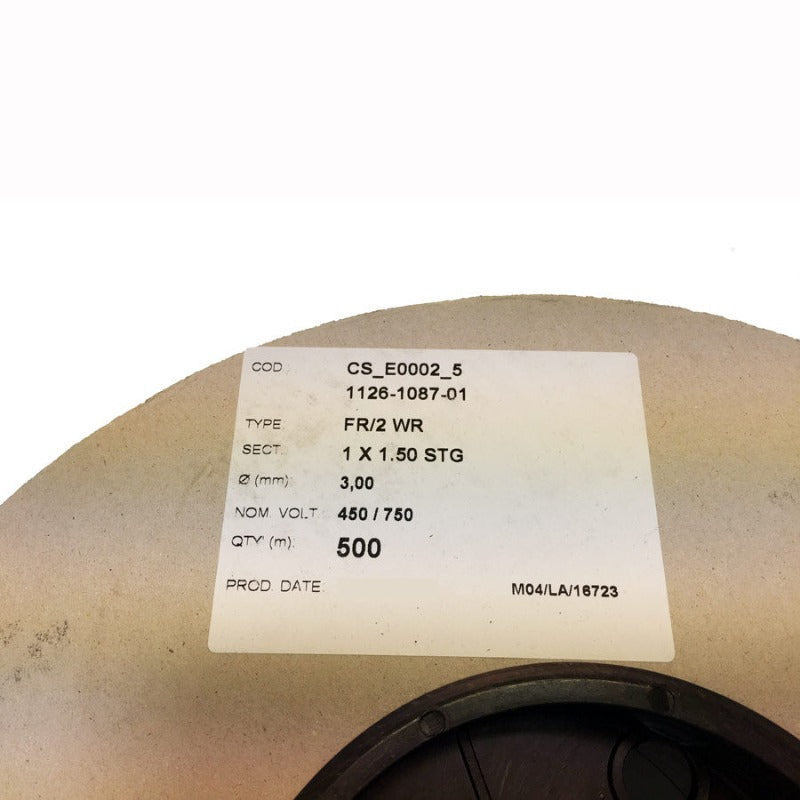 COD: CS_E0002_5
1126-1087-01
TYPE: FR/2 WR
SECT.: 1 X 1.50 STG
Ø (mm): 3,00
NOM. VOLT.: 450 / 750
QTY' (m): 500
PROD. DATE: M04/LA/16723